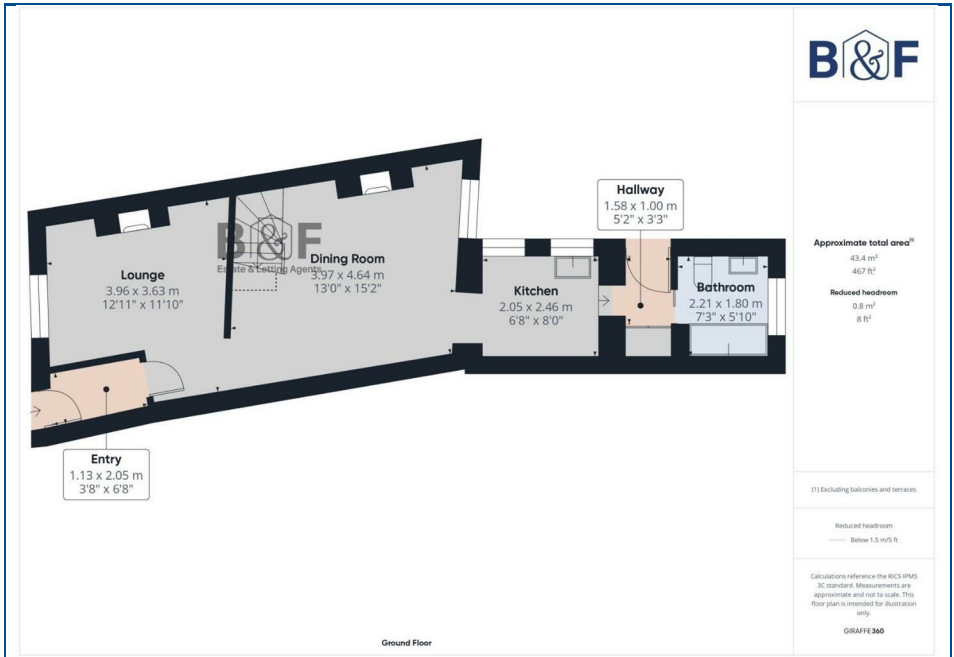 B&F
Lounge
3.96 x 3.63 m
12'11" x 11'10"
B&F
Estate & Letting Agents
Dining Room
3.97 x 4.64 m
13'0" x 15'2"
Kitchen
2.05 x 2.46 m
6'8" x 8'0"
Hallway
1.58 x 1.00 m
5'2" x 3'3"
Bathroom
2.21 x 1.80 m
7'3" x 5'10"
Entry
1.13 x 2.05 m
3'8" x 6'8"
Ground Floor
Approximate total area(1)
43.4 m²
467 ft²
Reduced headroom
0.8 m²
8 ft²
(1) Excluding balconies and terraces
Reduced headroom
Below 1.5 m/5 ft
Calculations reference the RICS IPMS
3C standard. Measurements are
approximate and not to scale. This
floor plan is intended for illustration
only.
GIRAFFE360